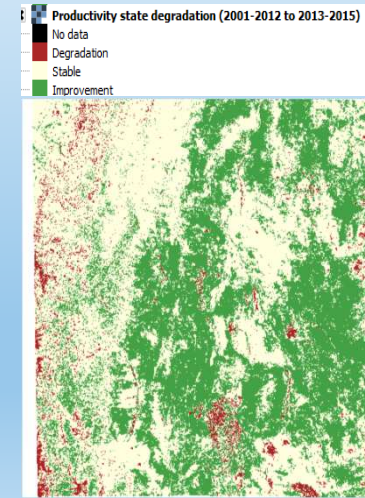 Productivity state degradation (2001-2012 to 2013-2015)
No data
Degradation
Stable
Improvement